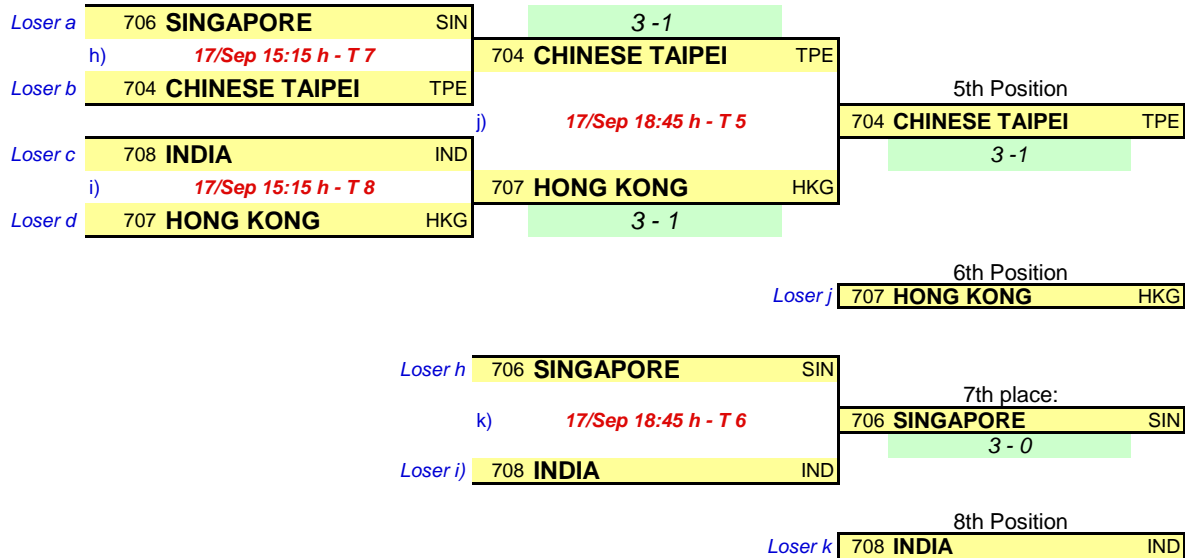 Loser a 706 SINGAPORE SIN 3 -1
h) 17/Sep 15:15 h - T 7 704 CHINESE TAIPEI TPE
Loser b 704 CHINESE TAIPEI TPE 5th Position
j) 17/Sep 18:45 h - T 5 704 CHINESE TAIPEI TPE
Loser c 708 INDIA IND 3 -1
i) 17/Sep 15:15 h - T 8 707 HONG KONG HKG
Loser d 707 HONG KONG HKG 3 - 1
6th Position
Loser j 707 HONG KONG HKG
Loser h 706 SINGAPORE SIN
7th place:
k) 17/Sep 18:45 h - T 6 706 SINGAPORE SIN
3 - 0
Loser i) 708 INDIA IND
8th Position
Loser k 708 INDIA IND